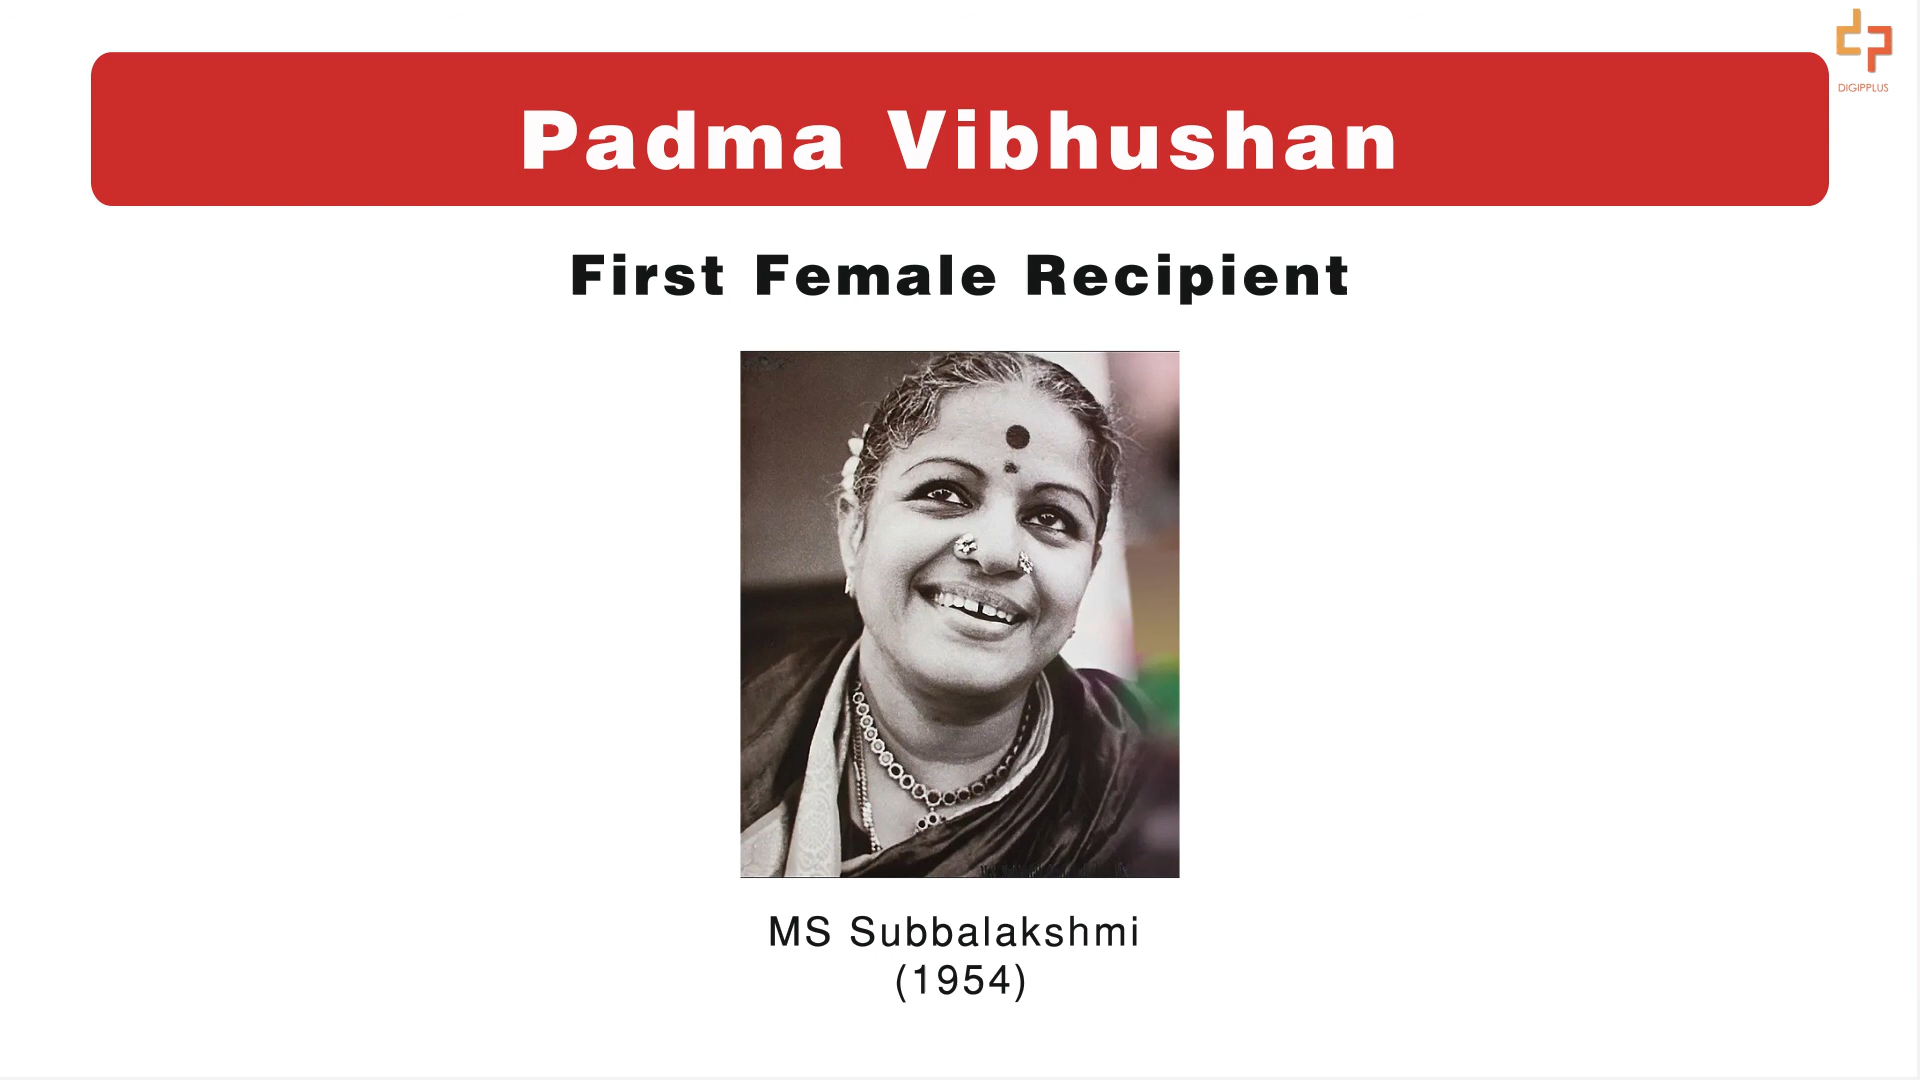 DIGIPPLUS
Padma Vibhushan
First Female Recipient
MS Subbalakshmi
(1954)